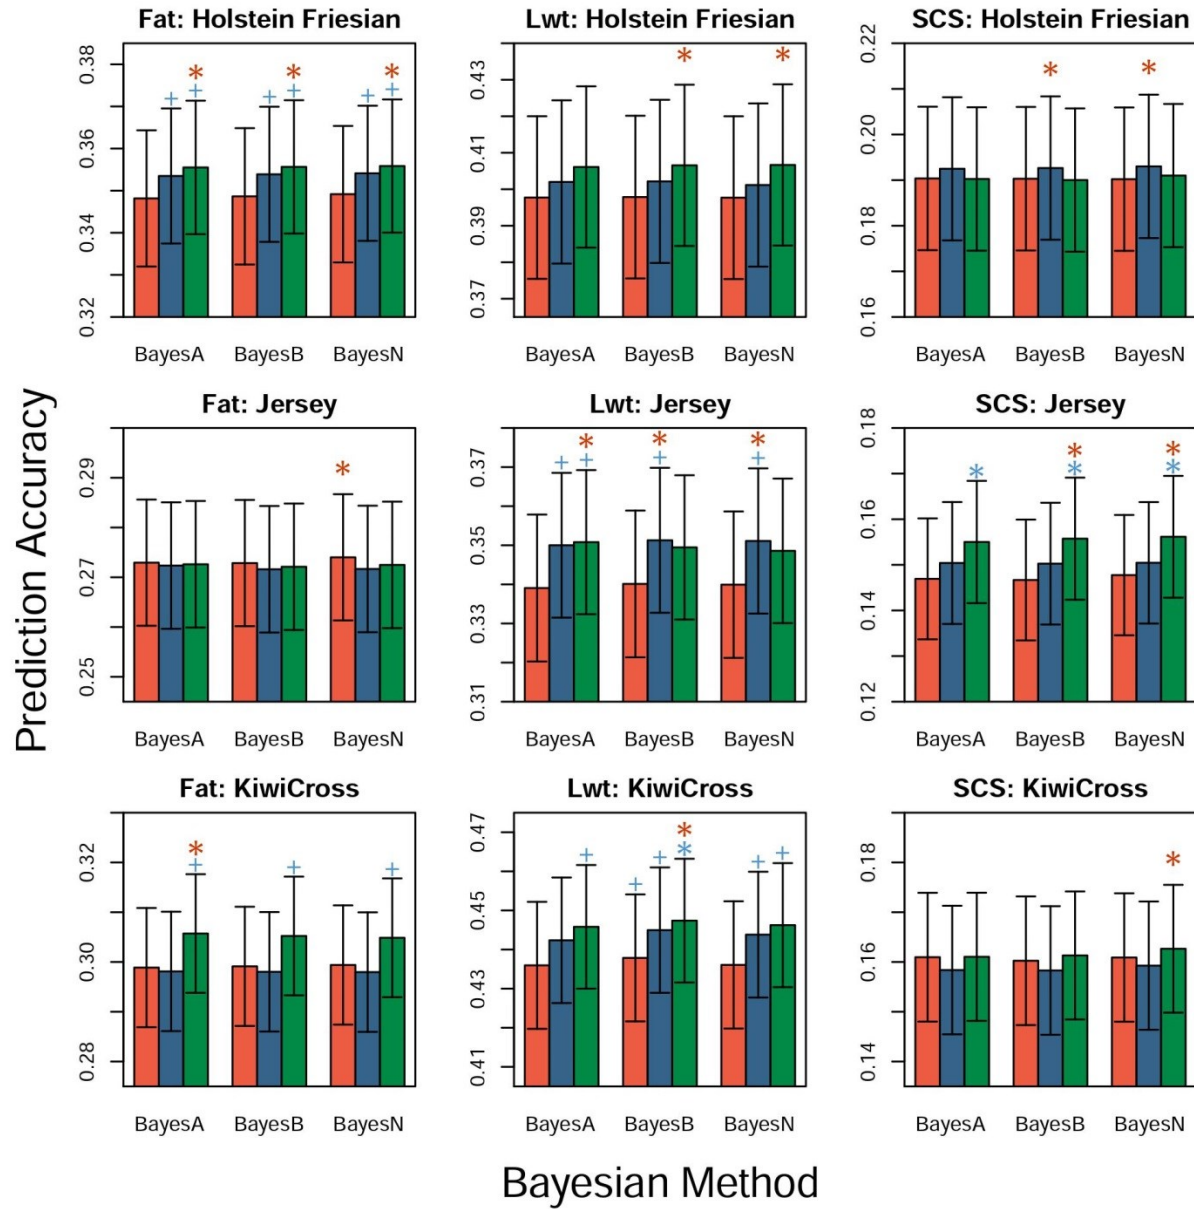 Fat: Holstein Friesian
0.38
0.36
0.34
0.32
BayesA BayesB BayesN
Lwt: Holstein Friesian
0.43
0.41
0.39
0.37
BayesA BayesB BayesN
SCS: Holstein Friesian
0.22
0.20
0.18
0.16
BayesA BayesB BayesN
Prediction Accuracy
Fat: Jersey
0.29
0.27
0.25
BayesA BayesB BayesN
Lwt: Jersey
0.37
0.35
0.33
0.31
BayesA BayesB BayesN
SCS: Jersey
0.18
0.16
0.14
0.12
BayesA BayesB BayesN
Fat: KiwiCross
0.32
0.30
0.28
BayesA BayesB BayesN
Lwt: KiwiCross
0.47
0.45
0.43
0.41
BayesA BayesB BayesN
SCS: KiwiCross
0.18
0.16
0.14
BayesA BayesB BayesN
Bayesian Method